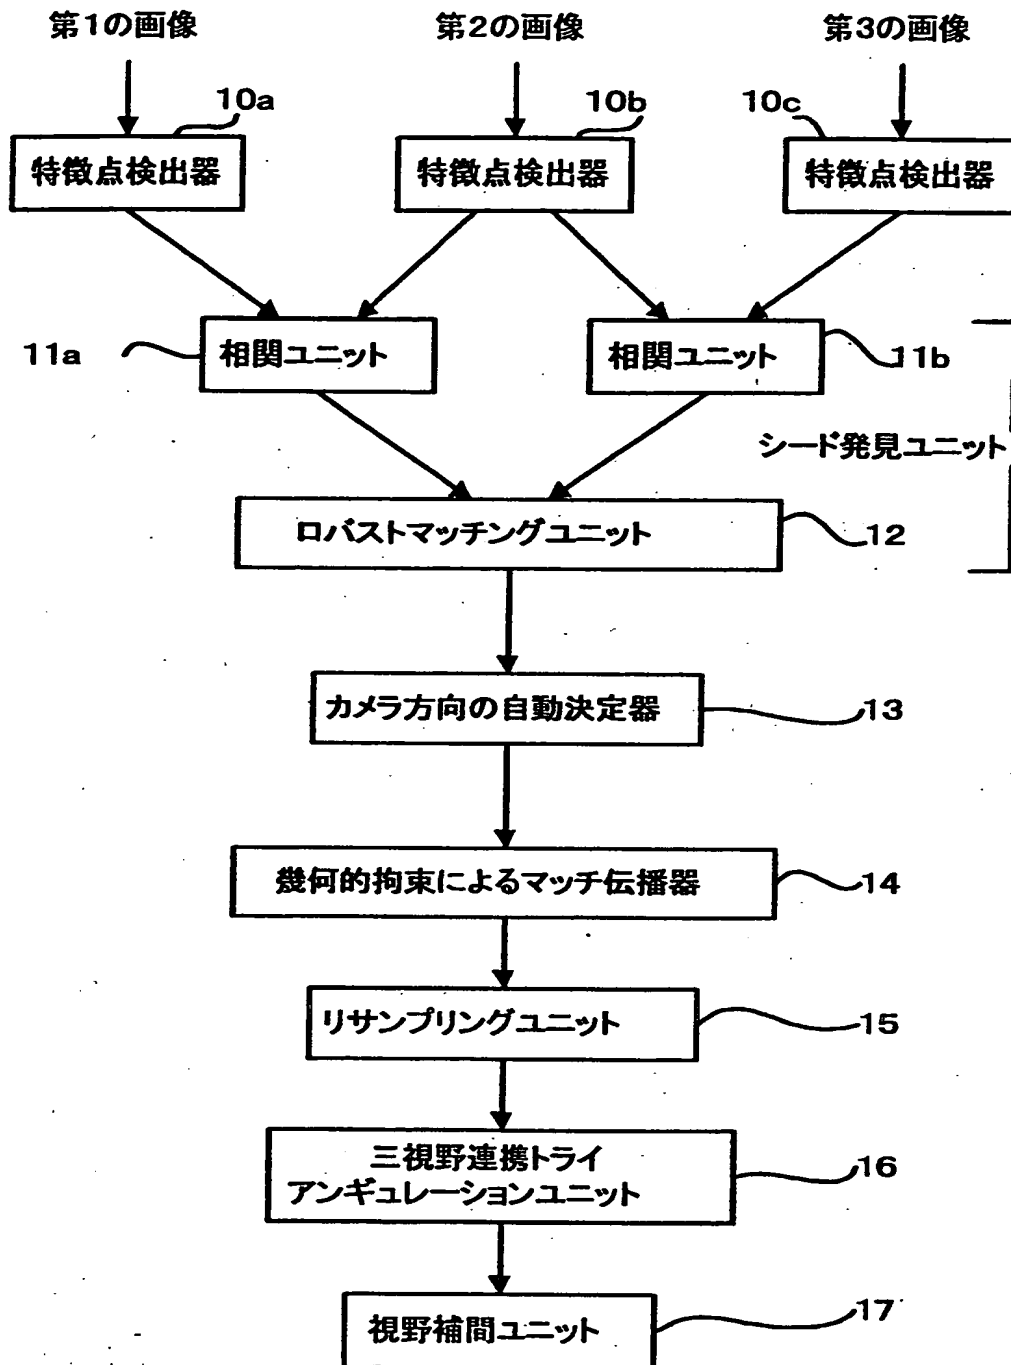 第1の画像
第2の画像
第3の画像
10a
10b
10c
特徴点検出器
特徴点検出器
特徴点検出器
11a
相関ユニット
相関ユニット
11b
シード発見ユニット
ロバストマッチングユニット
12
カメラ方向の自動決定器
13
幾何的拘束によるマッチ伝播器
14
リサンプリングユニット
15
三視野連携トライ
アンギュレーションユニット
16
視野補間ユニット
17